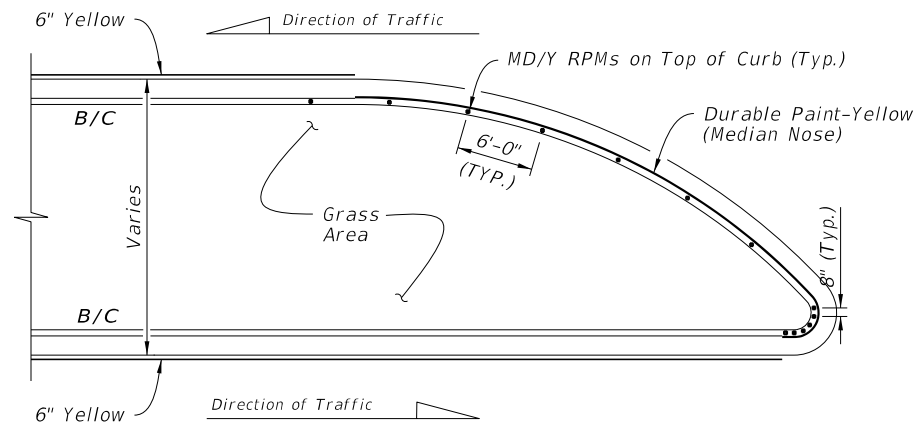 6" Yellow
Direction of Traffic
MD/Y RPMs on Top of Curb (Typ.)
B/C
Durable Paint-Yellow
(Median Nose)
6'-0"
(TYP.)
Varies
Grass
Area
8" (Typ.)
B/C
6" Yellow
Direction of Traffic